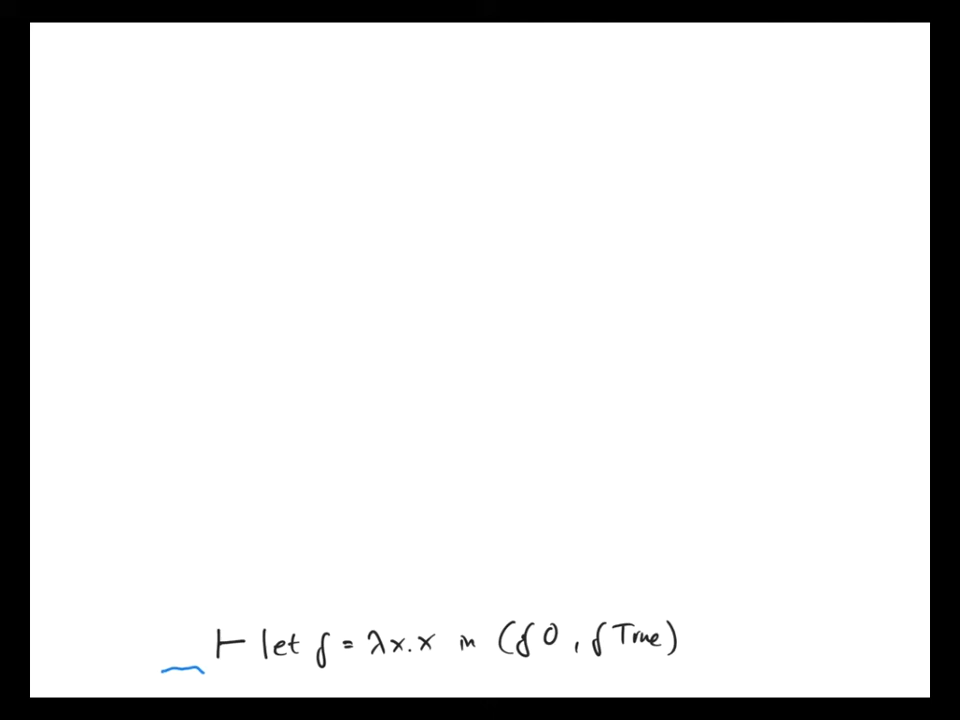 ⊢ let f = λx.x in (f 0, f True)